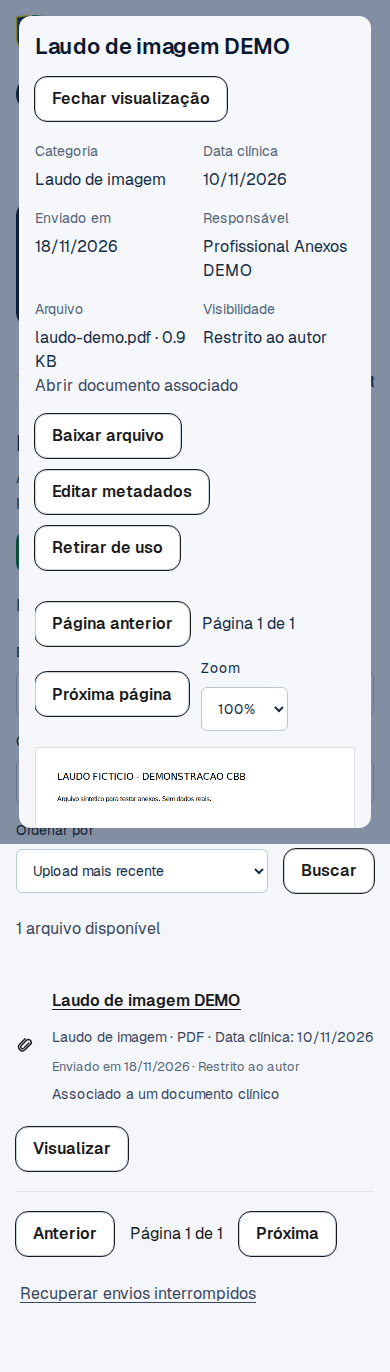 Laudo de imagem DEMO
Fechar visualização
Categoria
Data clínica
Laudo de imagem
10/11/2026
Enviado em
Responsável
18/11/2026
Profissional Anexos
DEMO
Arquivo
Visibilidade
laudo-demo.pdf · 0.9
KB
Restrito ao autor
Abrir documento associado
Baixar arquivo
Editar metadados
Retirar de uso
Página anterior
Página 1 de 1
Próxima página
Zoom
100%
LAUDO FICTICIO - DEMONSTRACAO CBB
Arquivo sintetico para testar anexos. Sem dados reais.
Ordenar por
Upload mais recente
Buscar
1 arquivo disponível
Laudo de imagem DEMO
Laudo de imagem · PDF · Data clínica: 10/11/2026
Enviado em 18/11/2026 · Restrito ao autor
Associado a um documento clínico
Visualizar
Anterior
Página 1 de 1
Próxima
Recuperar envios interrompidos